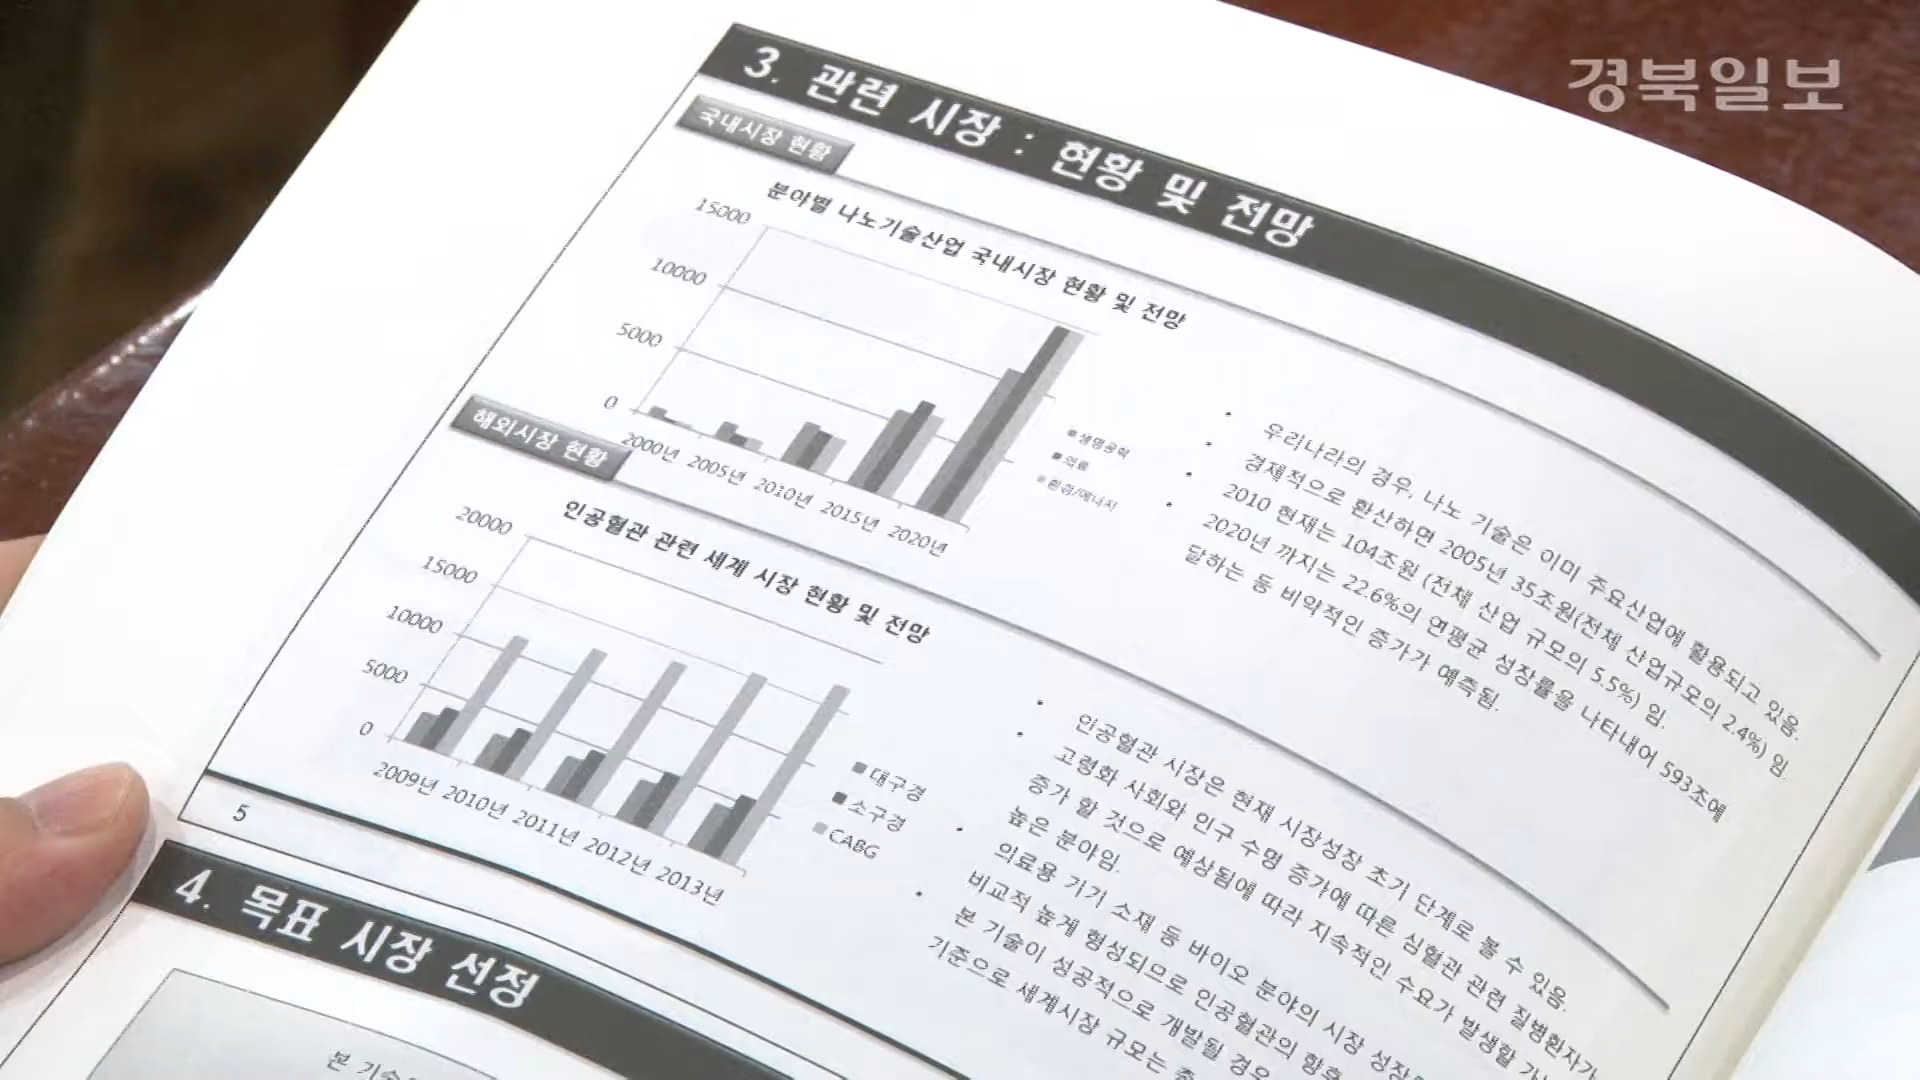 경북일보
3. 관련 시장 : 현황 및 전망
국내시장 현황
분야별 나노기술산업 국내시장 현황 및 전망
15000
10000
5000
0
2000년 2005년 2010년 2015년 2020년
생명공학
의료
환경/에너지
우리나라의 경우, 나노 기술은 이미 주요산업에 활용되고 있음.
경제적으로 환산하면 2005년 35조원(전체 산업규모의 2.4%) 임
2010 현재는 104조원 (전체 산업 규모의 5.5%) 임.
2020년 까지는 22.6%의 연평균 성장률을 나타내어 593조에
달하는 등 비약적인 증가가 예측됨.
해외시장 현황
인공혈관 관련 세계 시장 현황 및 전망
20000
15000
10000
5000
0
2009년 2010년 2011년 2012년 2013년
대구경
소구경
CABG
인공혈관 시장은 현재 시장성장 초기 단계로 볼 수 있음.
고령화 사회와 인구 수명 증가에 따른 심혈관 관련 질병환자가
증가 할 것으로 예상됨에 따라 지속적인 수요가 발생할
높은 분야임.
의료용 기기 소재 등 바이오 분야의 시장
비교적 높게 형성되므로 인공혈관의 향후
본 기술이 성공적으로 개발될 경우
기준으로 세계시장 규모는
5
4. 목표 시장 선정
본